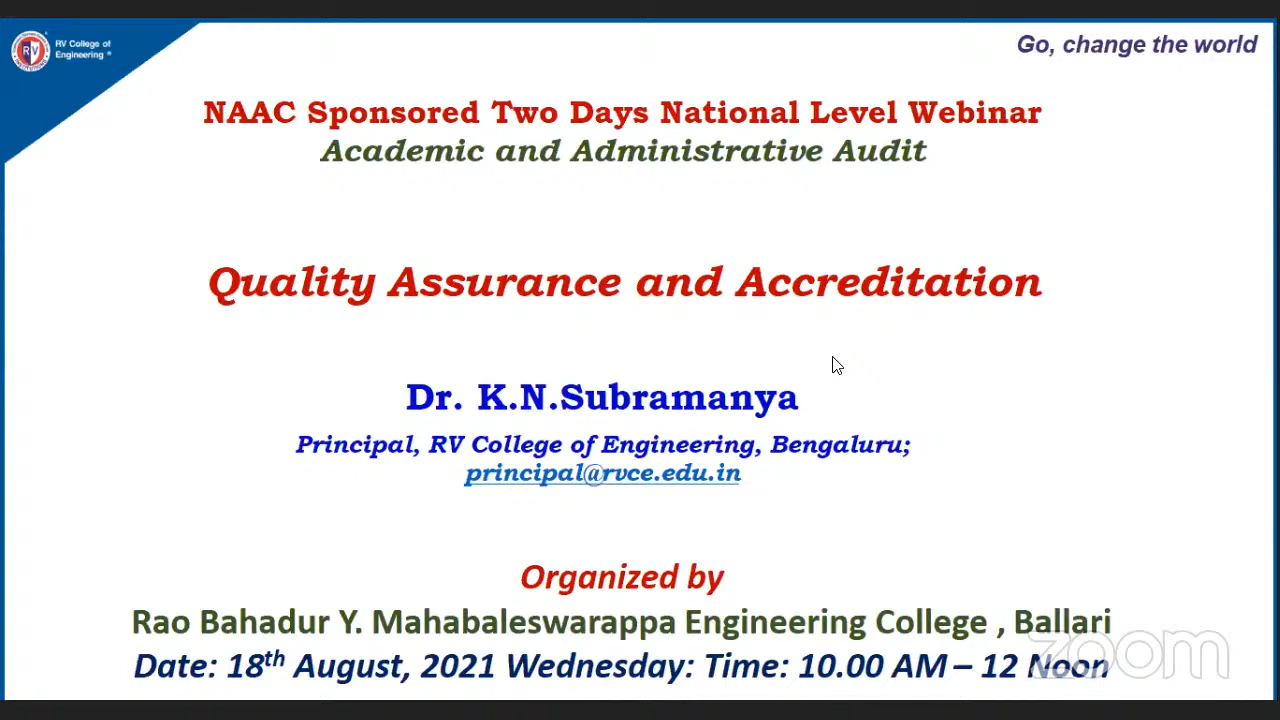 RV College of
Engineering ®
Go, change the world
NAAC Sponsored Two Days National Level Webinar
Academic and Administrative Audit
Quality Assurance and Accreditation
Dr. K.N.Subramanya
Principal, RV College of Engineering, Bengaluru;
principal@rvce.edu.in
Organized by
Rao Bahadur Y. Mahabaleswarappa Engineering College , Ballari
Date: 18th August, 2021 Wednesday: Time: 10.00 AM – 12 Noon
zoom